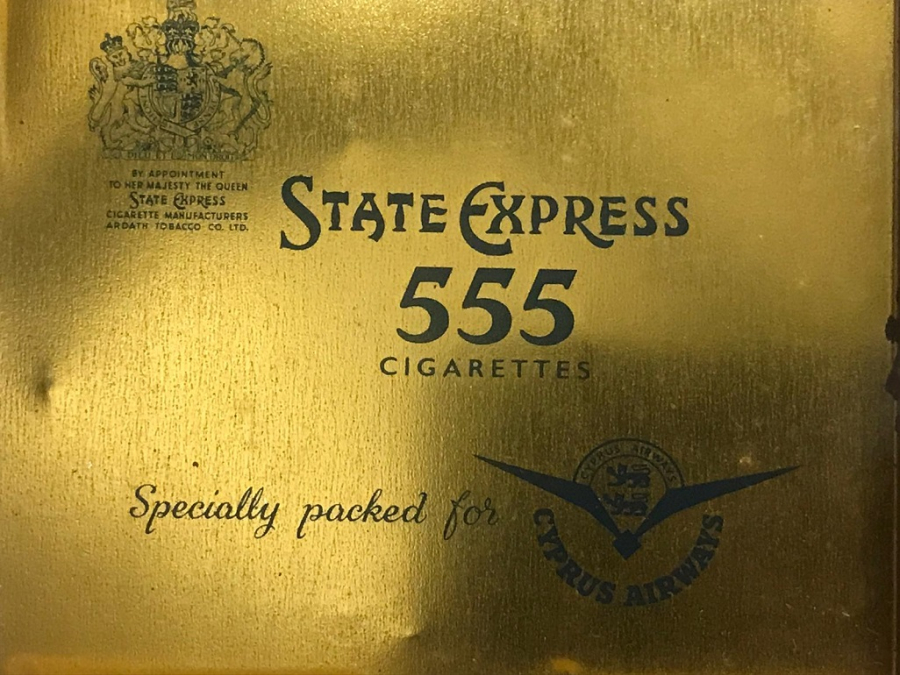 BY APPOINTMENT
TO HER MAJESTY THE QUEEN
STATE EXPRESS
CIGARETTE MANUFACTURERS
ARDATH TOBACCO CO. LTD.
STATE EXPRESS
555
CIGARETTES
Specially packed for
CYPRUS AIRWAYS
CYPRUS AIRWAYS